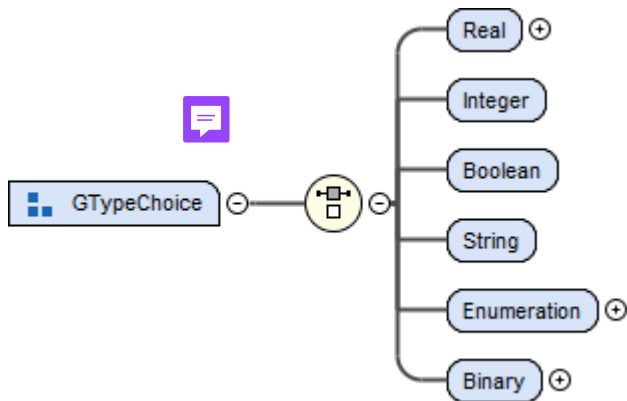 Real
Integer
Boolean
GTypeChoice
String
Enumeration
Binary